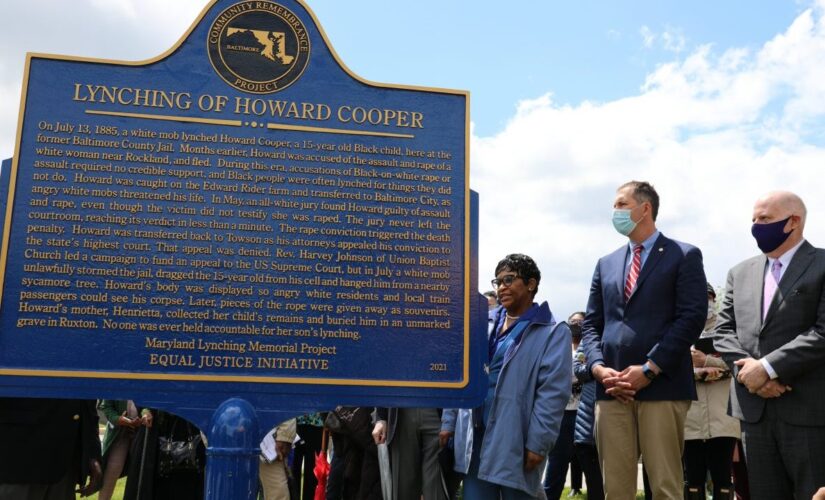 COMMUNITY REMEMBRANCE
BALTIMORE
PROJECT
LYNCHING OF HOWARD COOPER
On July 13, 1885, a white mob lynched Howard Cooper, a 15-year old Black child, here at the
former Baltimore County Jail. Months earlier, Howard was accused of the assault and rape of a
white woman near Rockland, and fled. During this era, accusations of Black-on-white rape or
assault required no credible support, and Black people were often lynched for things they did
not do. Howard was caught on the Edward Rider farm and transferred to Baltimore City, as
angry white mobs threatened his life. In May, an all-white jury found Howard guilty of assault
and rape, even though the victim did not testify she was raped. The jury never left the
courtroom, reaching its verdict in less than a minute. The rape conviction triggered the death
penalty. Howard was transferred back to Towson as his attorneys appealed his conviction to
the state's highest court. That appeal was denied. Rev. Harvey Johnson of Union Baptist
Church led a campaign to fund an appeal to the US Supreme Court, but in July a white mob
unlawfully stormed the jail, dragged the 15-year old from his cell and hanged him from a nearby
sycamore tree. Howard's body was displayed so angry white residents and local train
passengers could see his corpse. Later, pieces of the rope were given away as souvenirs.
Howard's mother, Henrietta, collected her child's remains and buried him in an unmarked
grave in Ruxton. No one was ever held accountable for her son's lynching.
Maryland Lynching Memorial Project
EQUAL JUSTICE INITIATIVE
2021